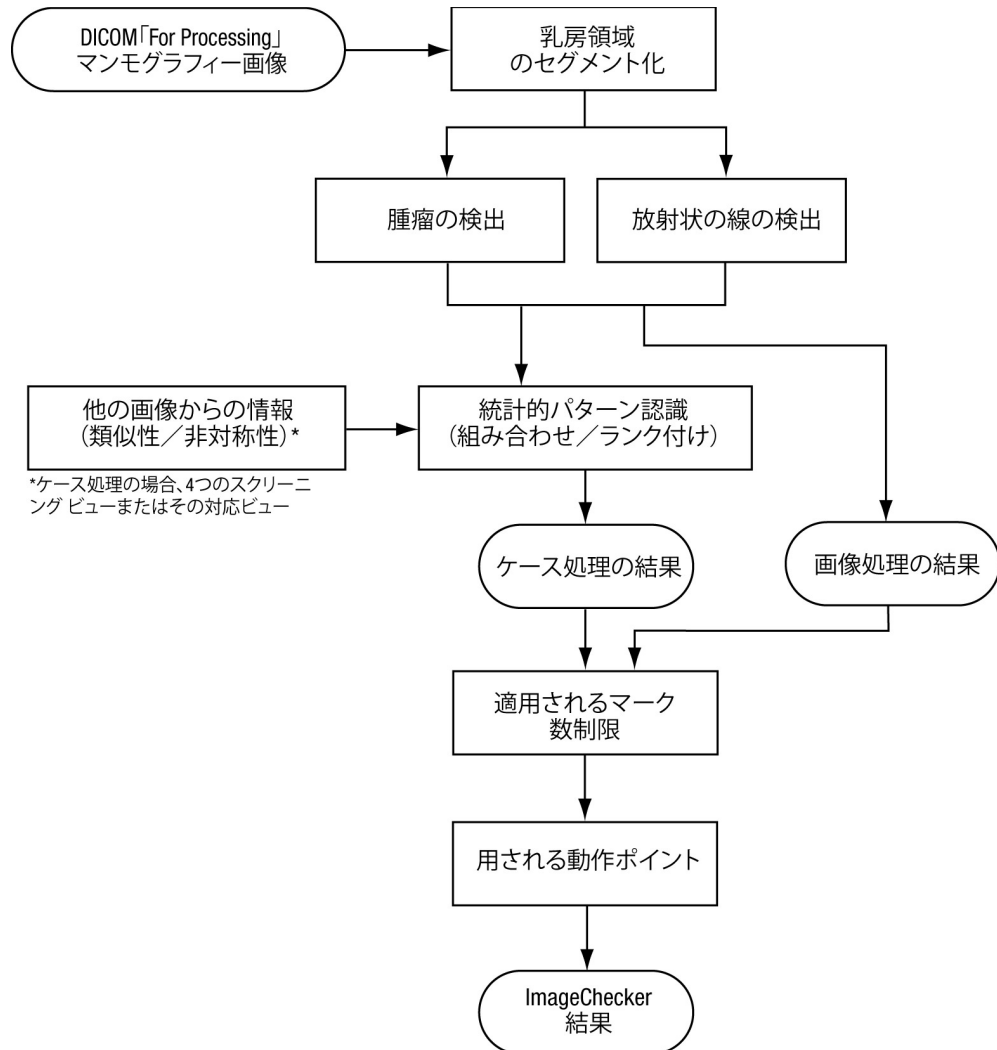 DICOM「For Processing」
マンモグラフィー画像
乳房領域
のセグメント化
腫瘤の検出
放射状の線の検出
他の画像からの情報
（類似性／非対称性）*
統計的パターン認識
（組み合わせ／ランク付け）
*ケース処理の場合、4つのスクリーニ
ング ビューまたはその対応ビュー
ケース処理の結果
画像処理の結果
適用されるマーク
数制限
用される動作ポイント
ImageChecker
結果